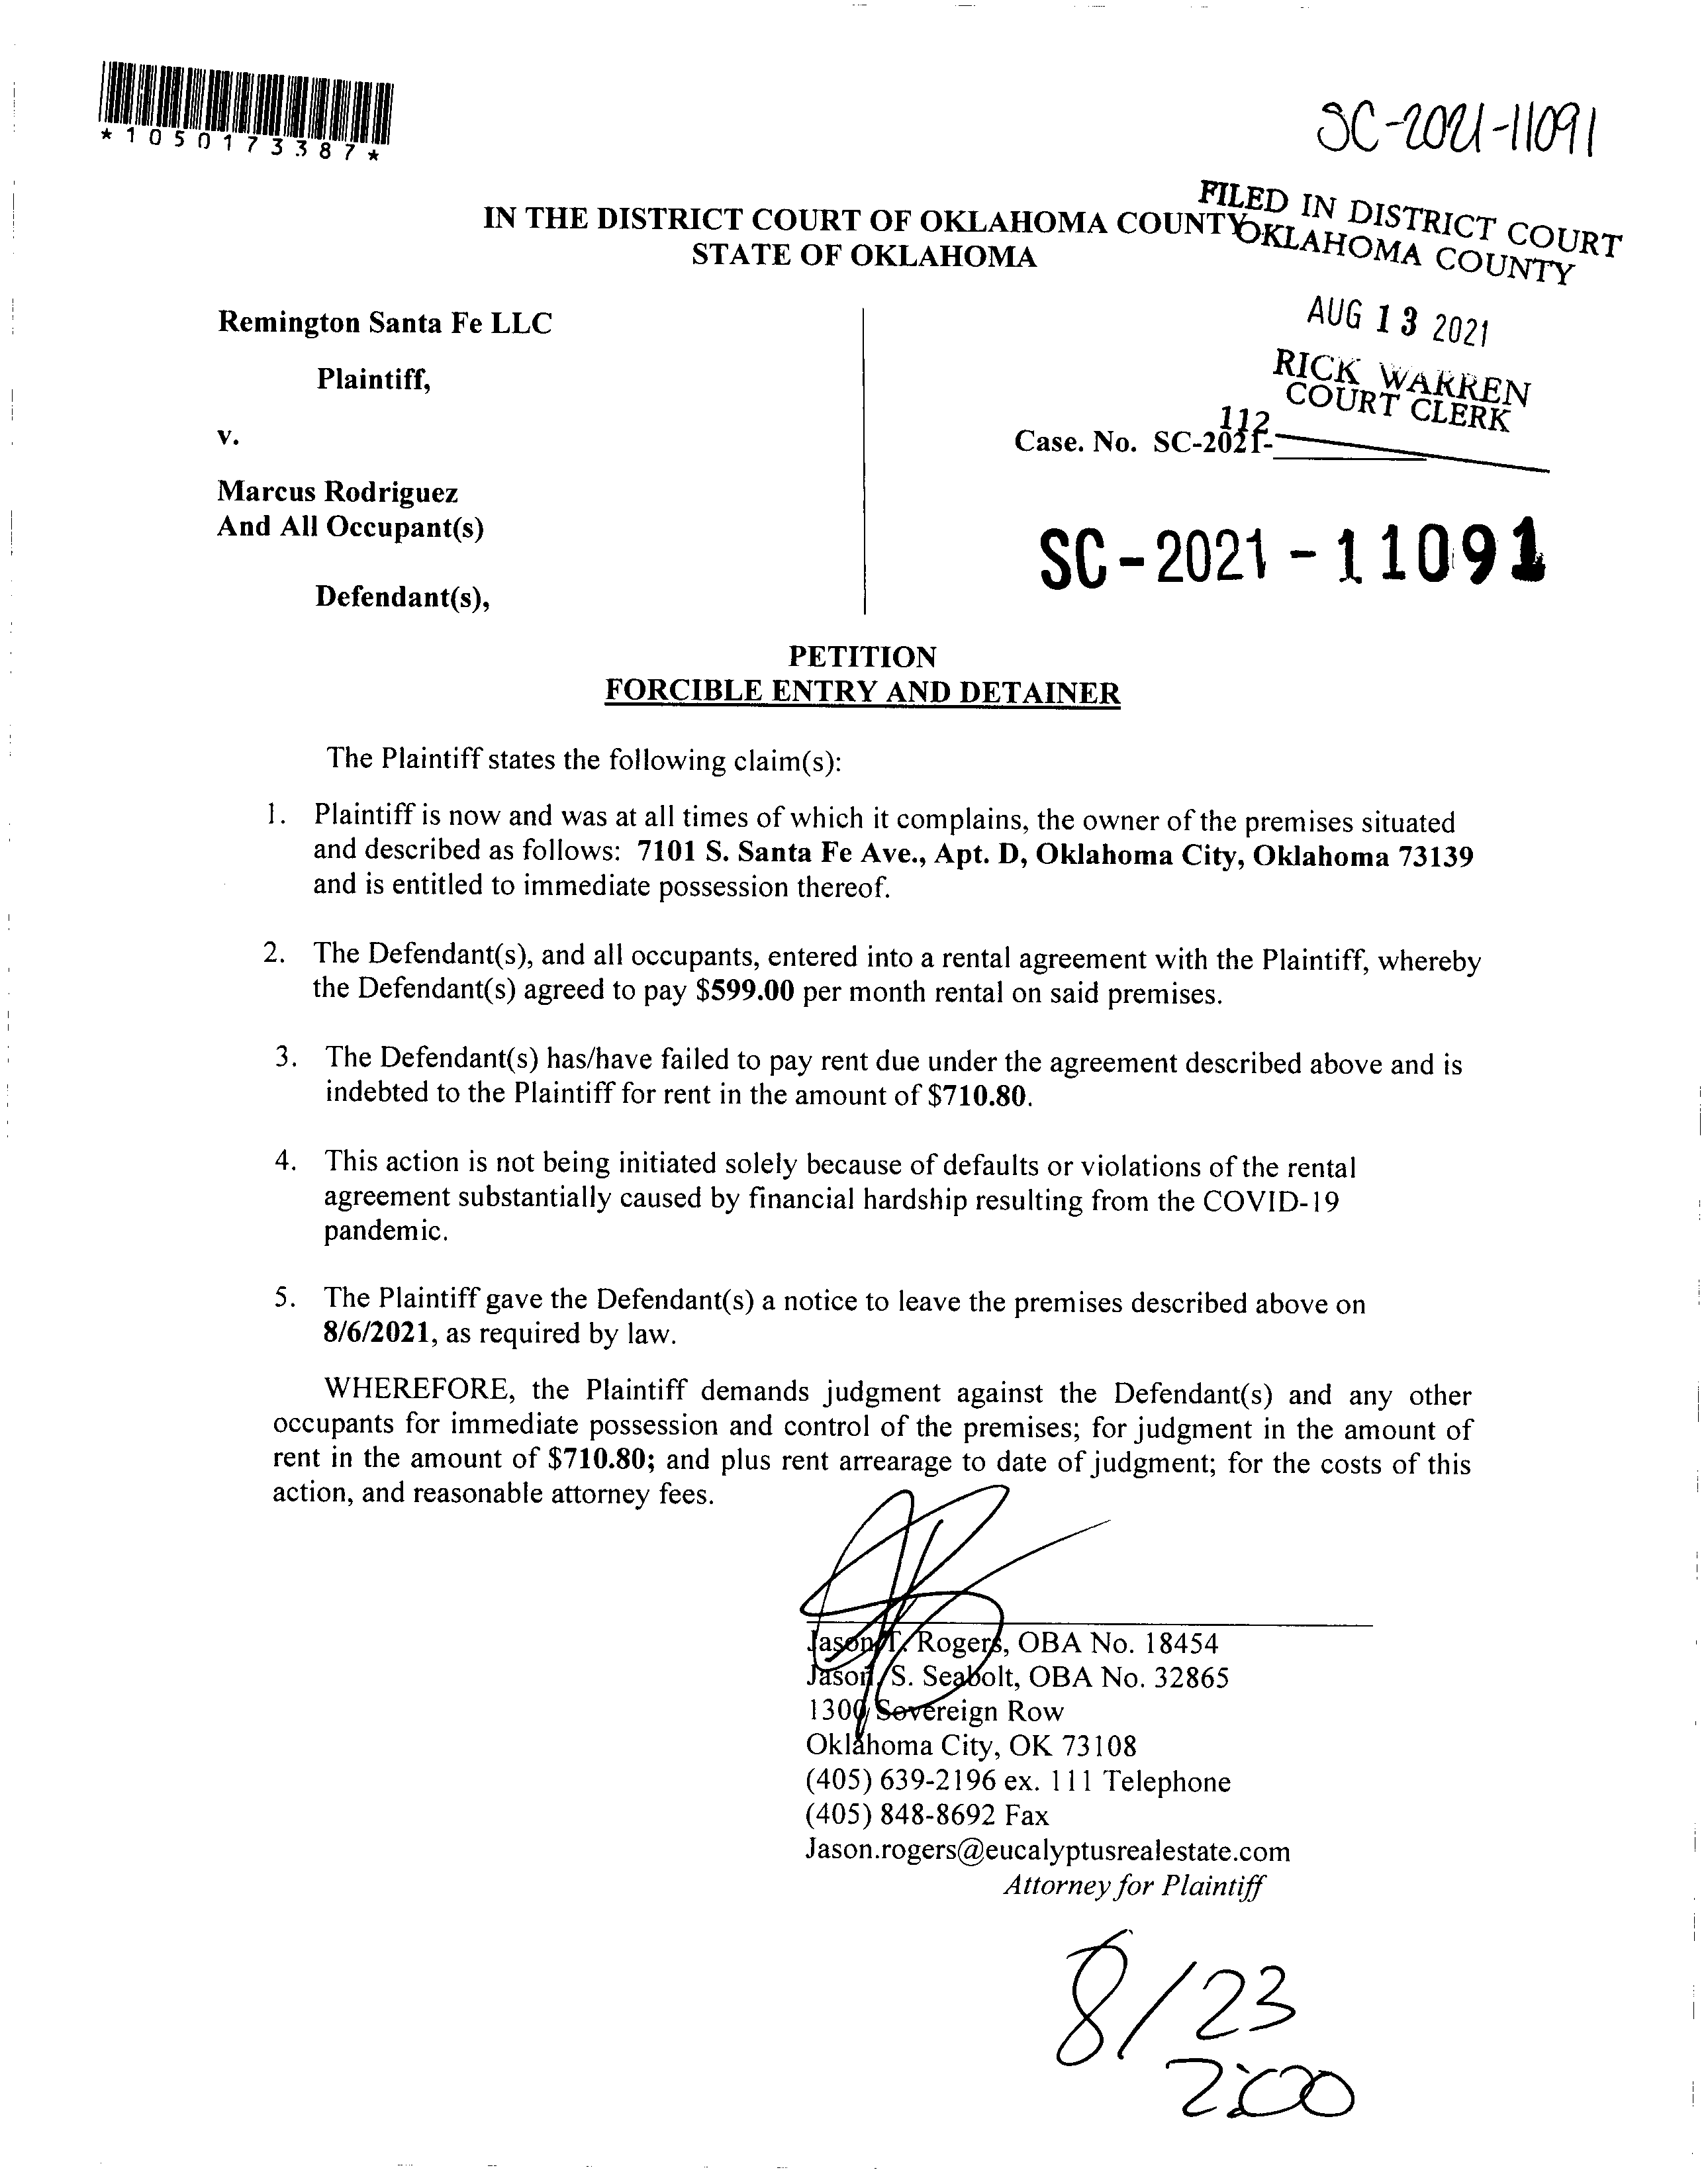 *1050173387*
SC-2021-11091
FILED IN DISTRICT COURT
OKLAHOMA COUNTY
IN THE DISTRICT COURT OF OKLAHOMA COUNTY
STATE OF OKLAHOMA
AUG 13 2021
RICK WARREN
COURT CLERK
112
Remington Santa Fe LLC
Plaintiff,
v.
Case. No. SC-2021-
Marcus Rodriguez
And All Occupant(s)
SC-2021-11091
Defendant(s),
PETITION
FORCIBLE ENTRY AND DETAINER
The Plaintiff states the following claim(s):
1. Plaintiff is now and was at all times of which it complains, the owner of the premises situated
and described as follows: 7101 S. Santa Fe Ave., Apt. D, Oklahoma City, Oklahoma 73139
and is entitled to immediate possession thereof.
2. The Defendant(s), and all occupants, entered into a rental agreement with the Plaintiff, whereby
the Defendant(s) agreed to pay $599.00 per month rental on said premises.
3. The Defendant(s) has/have failed to pay rent due under the agreement described above and is
indebted to the Plaintiff for rent in the amount of $710.80.
4. This action is not being initiated solely because of defaults or violations of the rental
agreement substantially caused by financial hardship resulting from the COVID-19
pandemic.
5. The Plaintiff gave the Defendant(s) a notice to leave the premises described above on
8/6/2021, as required by law.
WHEREFORE, the Plaintiff demands judgment against the Defendant(s) and any other
occupants for immediate possession and control of the premises; for judgment in the amount of
rent in the amount of $710.80; and plus rent arrearage to date of judgment; for the costs of this
action, and reasonable attorney fees.
Jason T. Rogers, OBA No. 18454
Jason S. Seabolt, OBA No. 32865
1300 Sovereign Row
Oklahoma City, OK 73108
(405) 639-2196 ex. 111 Telephone
(405) 848-8692 Fax
Jason.rogers@eucalyptusrealestate.com
Attorney for Plaintiff
8/23
2:00